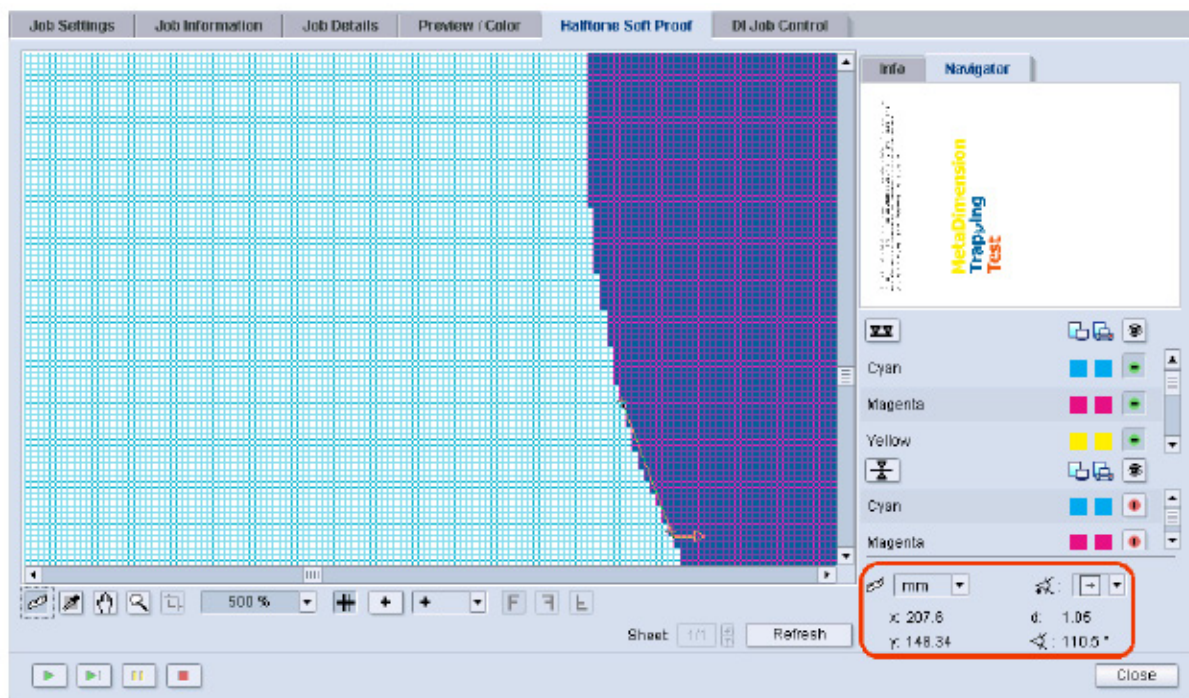 Job Settings Job Information Job Details Preview / Color Halftone Soft Proof DI Job Control
Info Navigator
MetaDimension
Trapping
Test
Cyan
Magenta
Yellow
Cyan
Magenta
mm
x: 207.6 d: 1.05
y: 148.34 : 110.5 °
500 %
Sheet 1/1 Refresh
Close